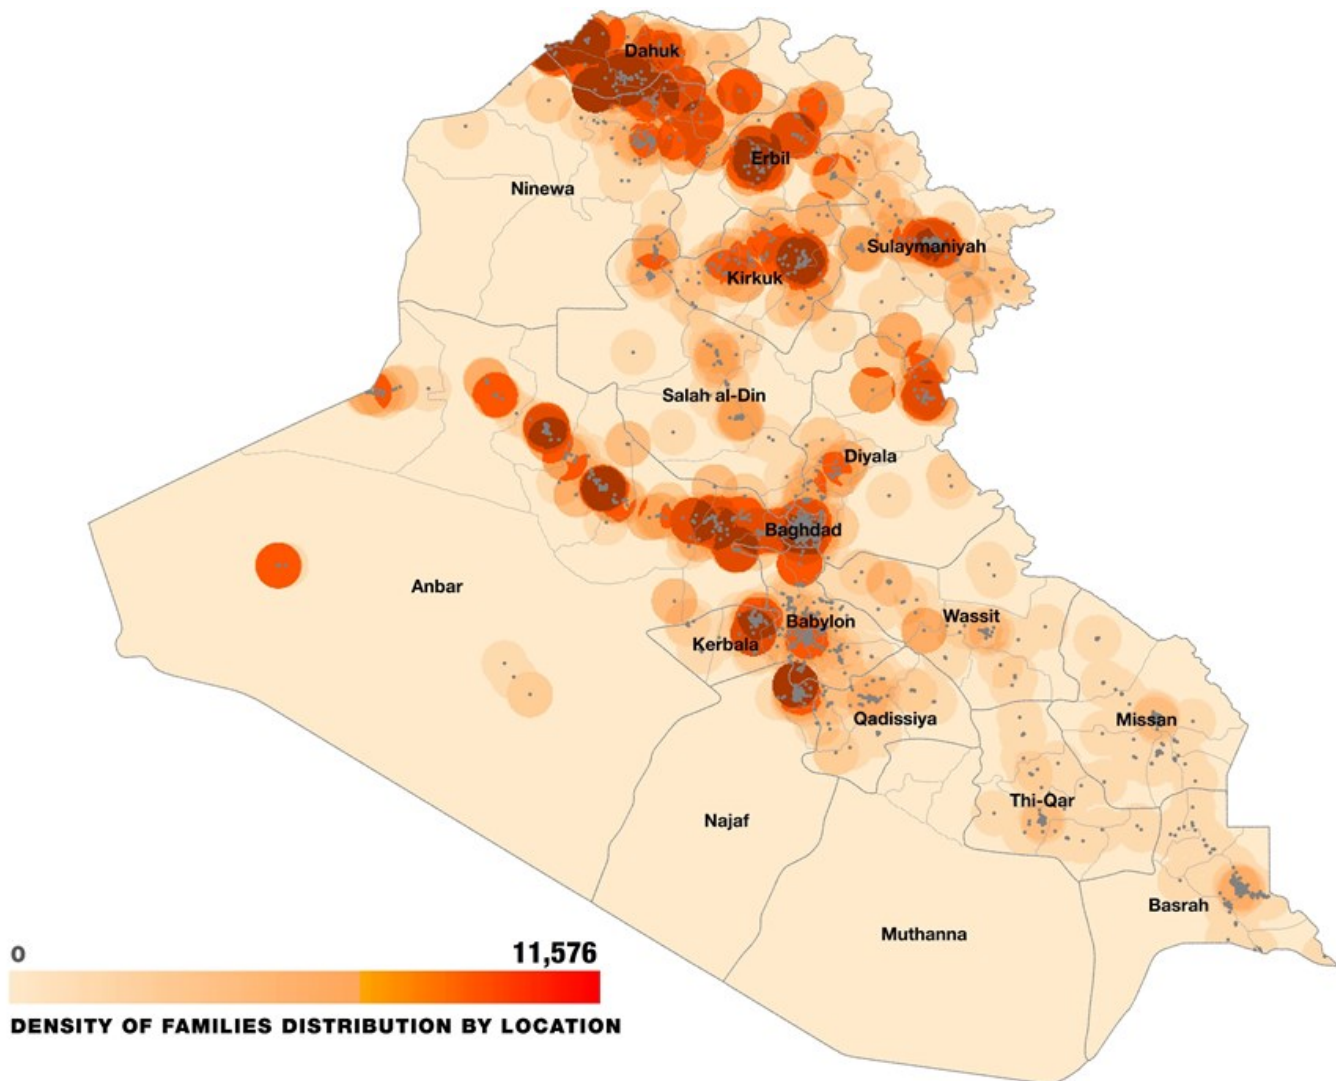 Dahuk
Erbil
Ninewa
Sulaymaniyah
Kirkuk
Salah al-Din
Diyala
Baghdad
Anbar
Wassit
Babylon
Kerbala
Qadissiya
Missan
Thi-Qar
Najaf
Basrah
Muthanna
0 11,576
DENSITY OF FAMILIES DISTRIBUTION BY LOCATION